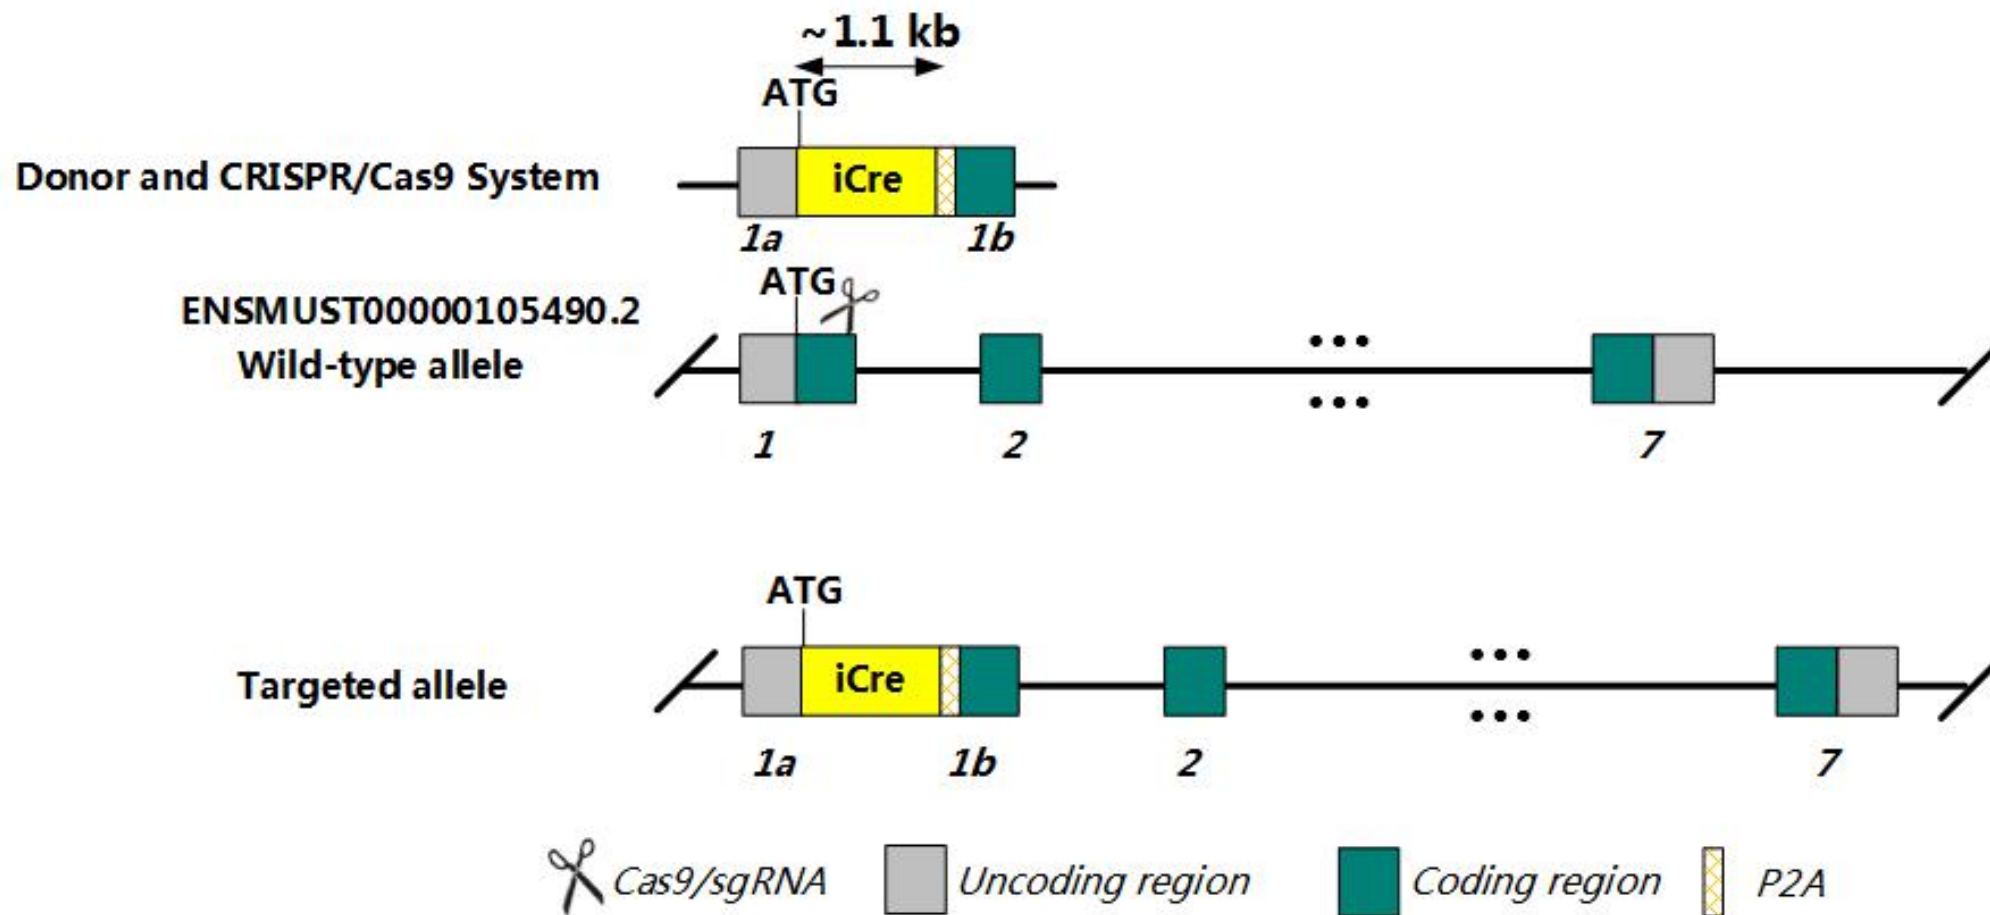 ~1.1 kb
ATG
Donor and CRISPR/Cas9 System
iCre
1a 1b
ATG
ENSMUST00000105490.2
Wild-type allele
1 2 7
ATG
Targeted allele
iCre
1a 1b 2 7
Cas9/sgRNA Uncoding region Coding region P2A